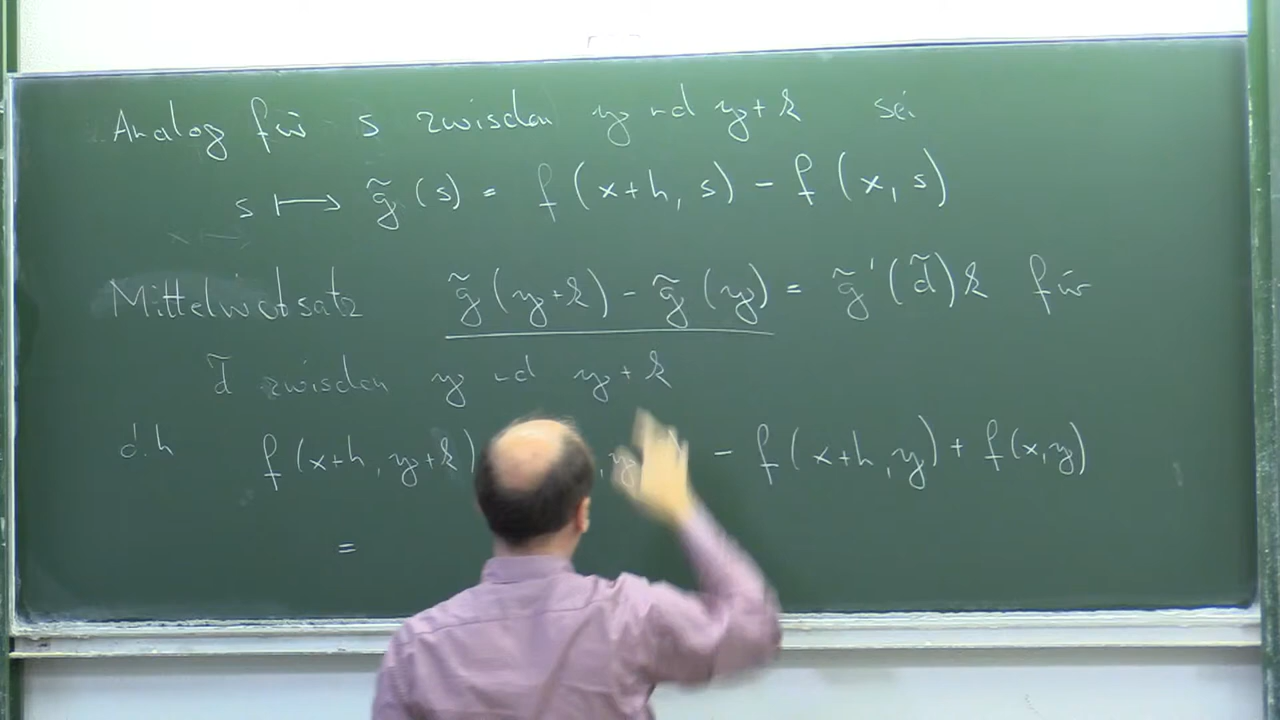 Analog für s zwischen y und y+k sei
s ⟼ g̃(s) = f(x+h, s) − f(x, s)
Mittelwertsatz g̃(y+k) − g̃(y) = g̃'(d̃)k für
d̃ zwischen y und y+k
d.h f(x+h, y+k) , y − f(x+h, y) + f(x,y)
=